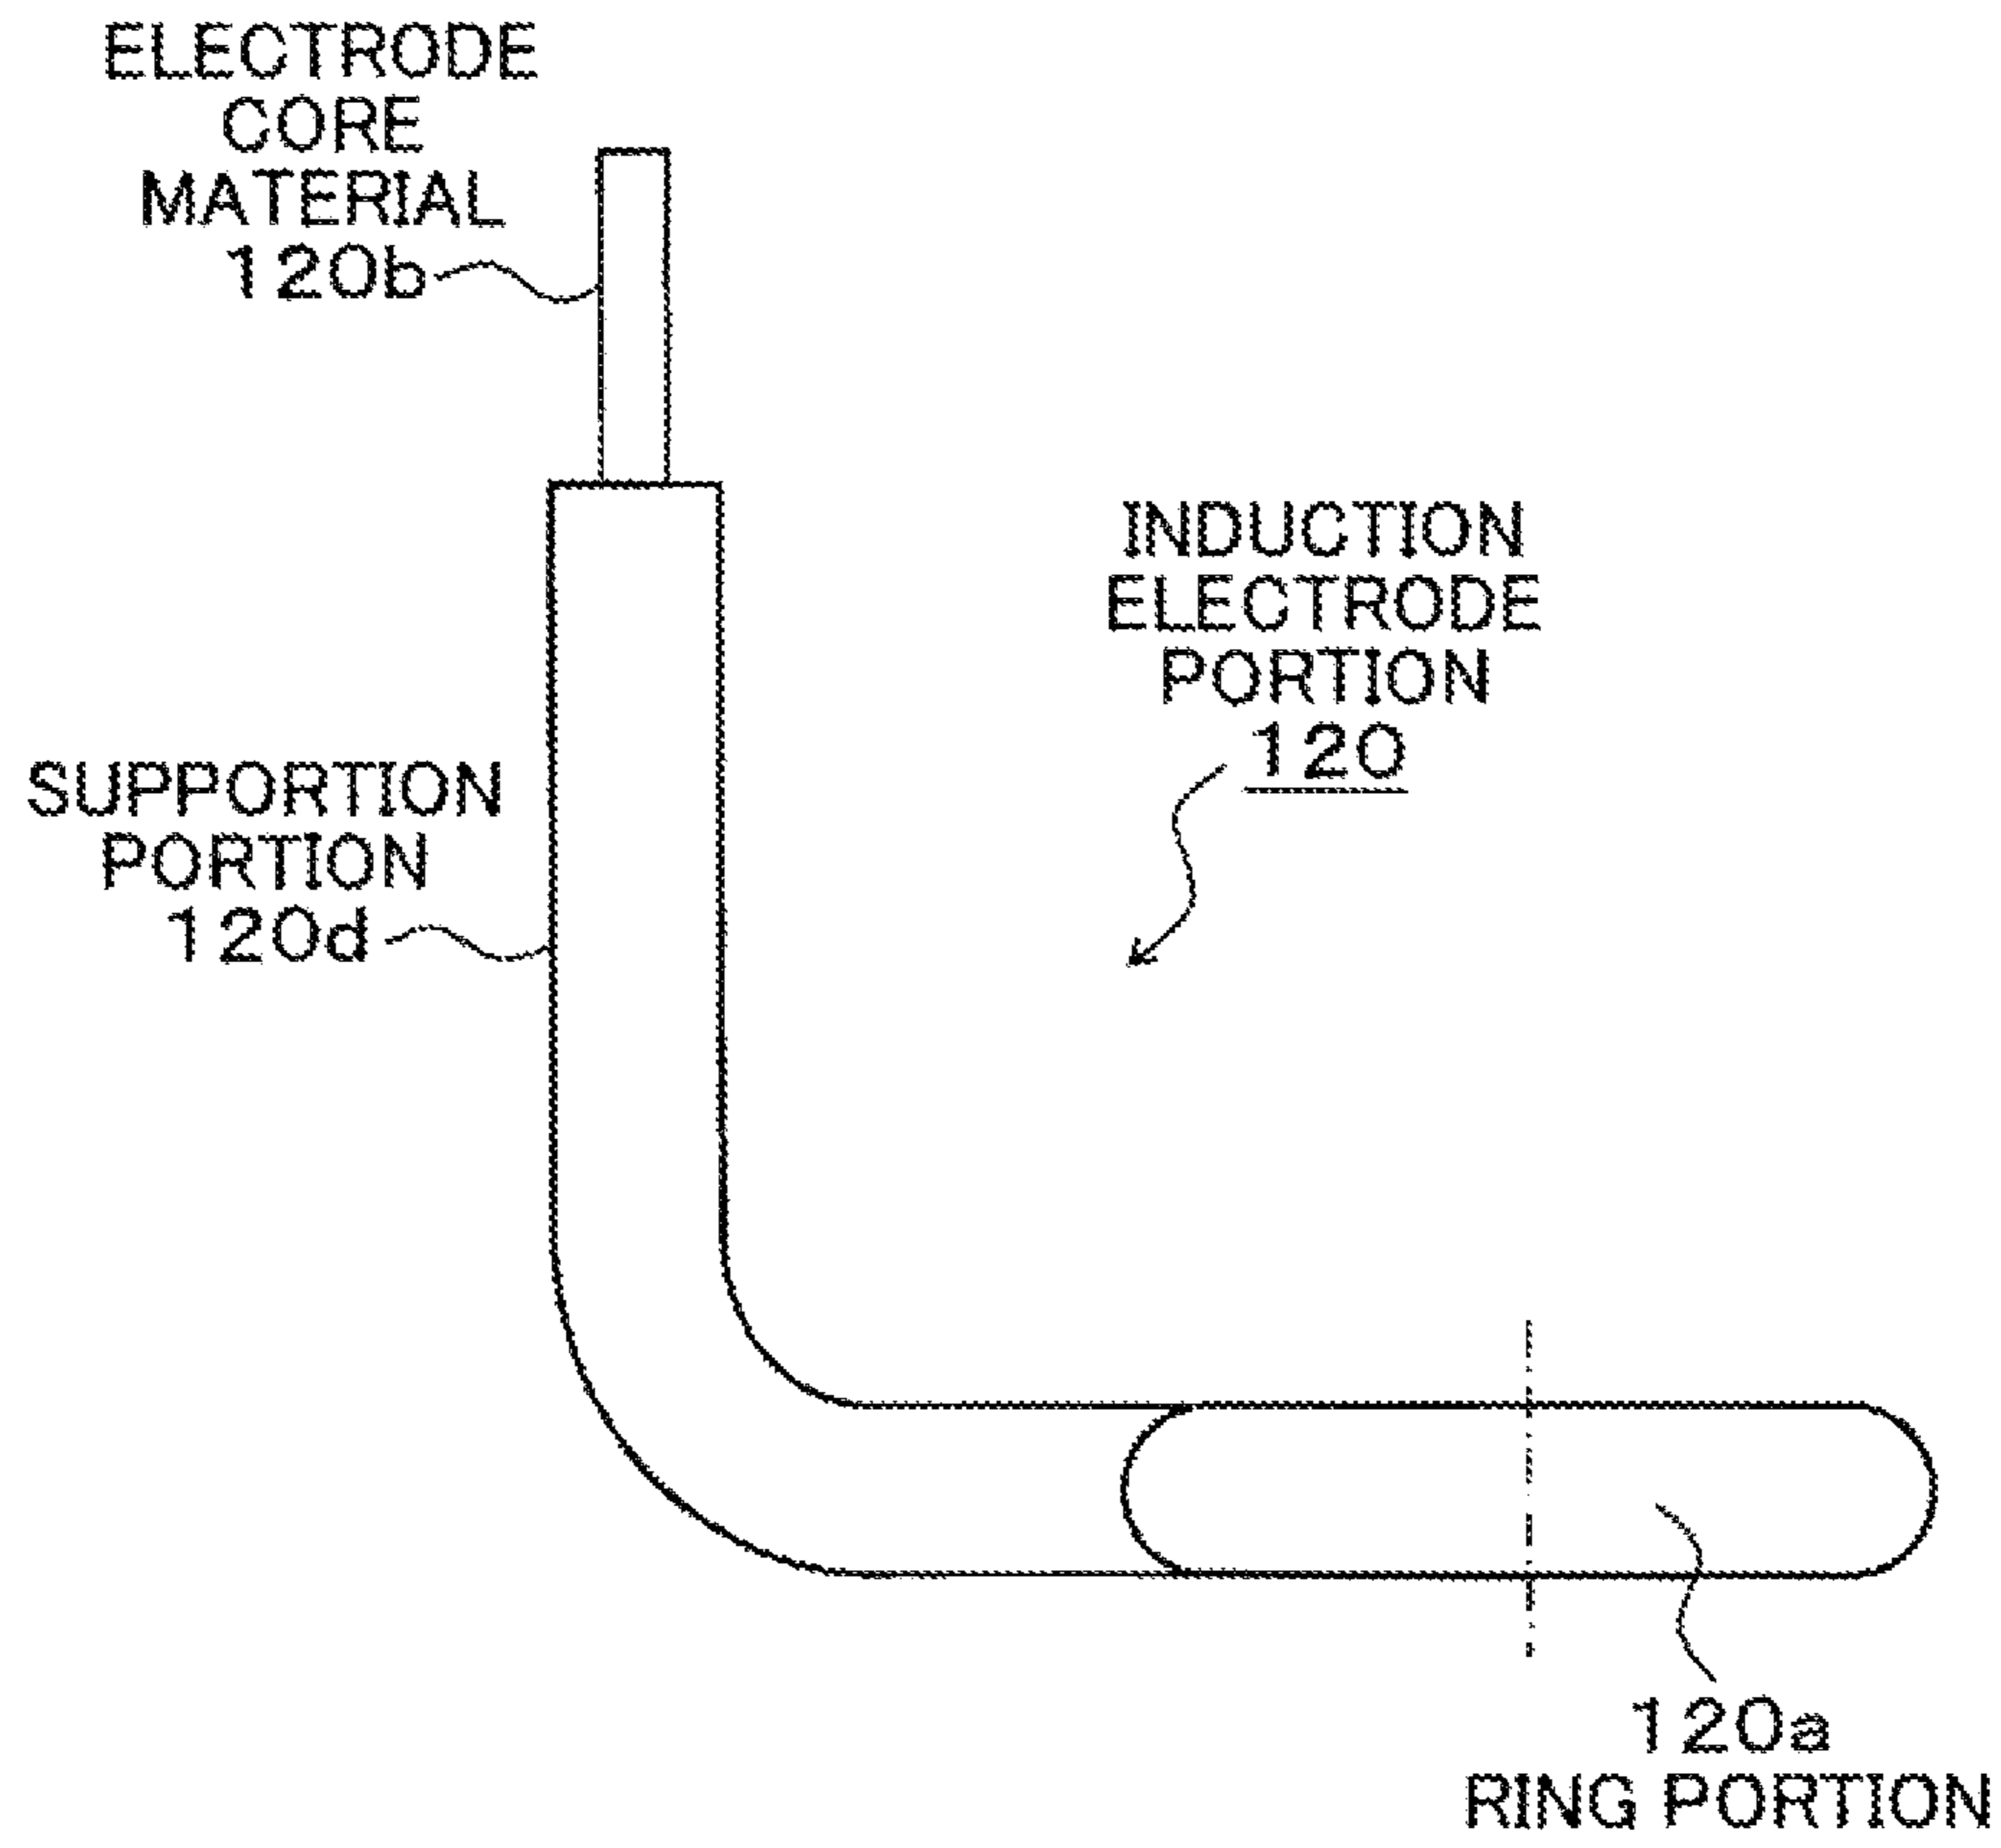 ELECTRODE
CORE
MATERIAL
120b
INDUCTION
ELECTRODE
PORTION
120
SUPPORTION
PORTION
120d
120a
RING PORTION